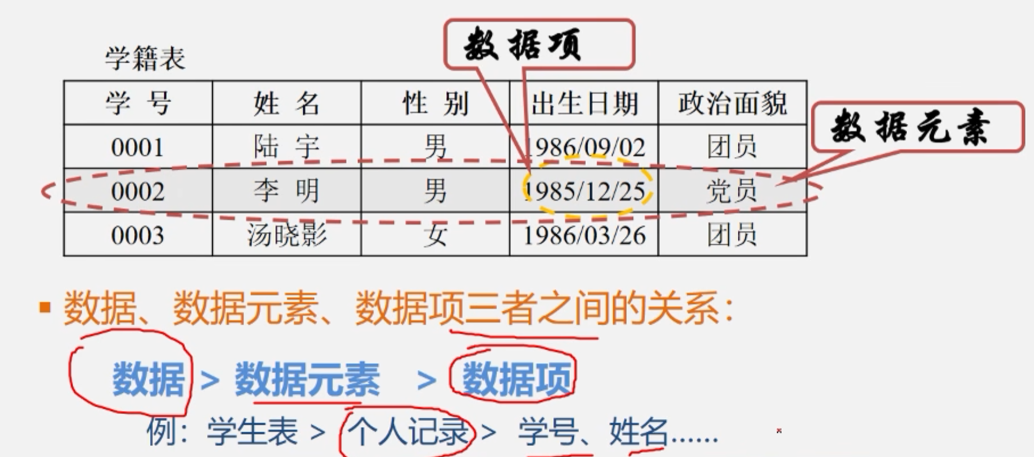 数据项
学籍表
学号 姓名 性别 出生日期 政治面貌
数据元素
0001 陆宇 男 1986/09/02 团员
0002 李明 男 1985/12/25 党员
0003 汤晓影 女 1986/03/26 团员
▪ 数据、数据元素、数据项三者之间的关系：
数据 > 数据元素 > 数据项
例：学生表 > 个人记录 > 学号、姓名……